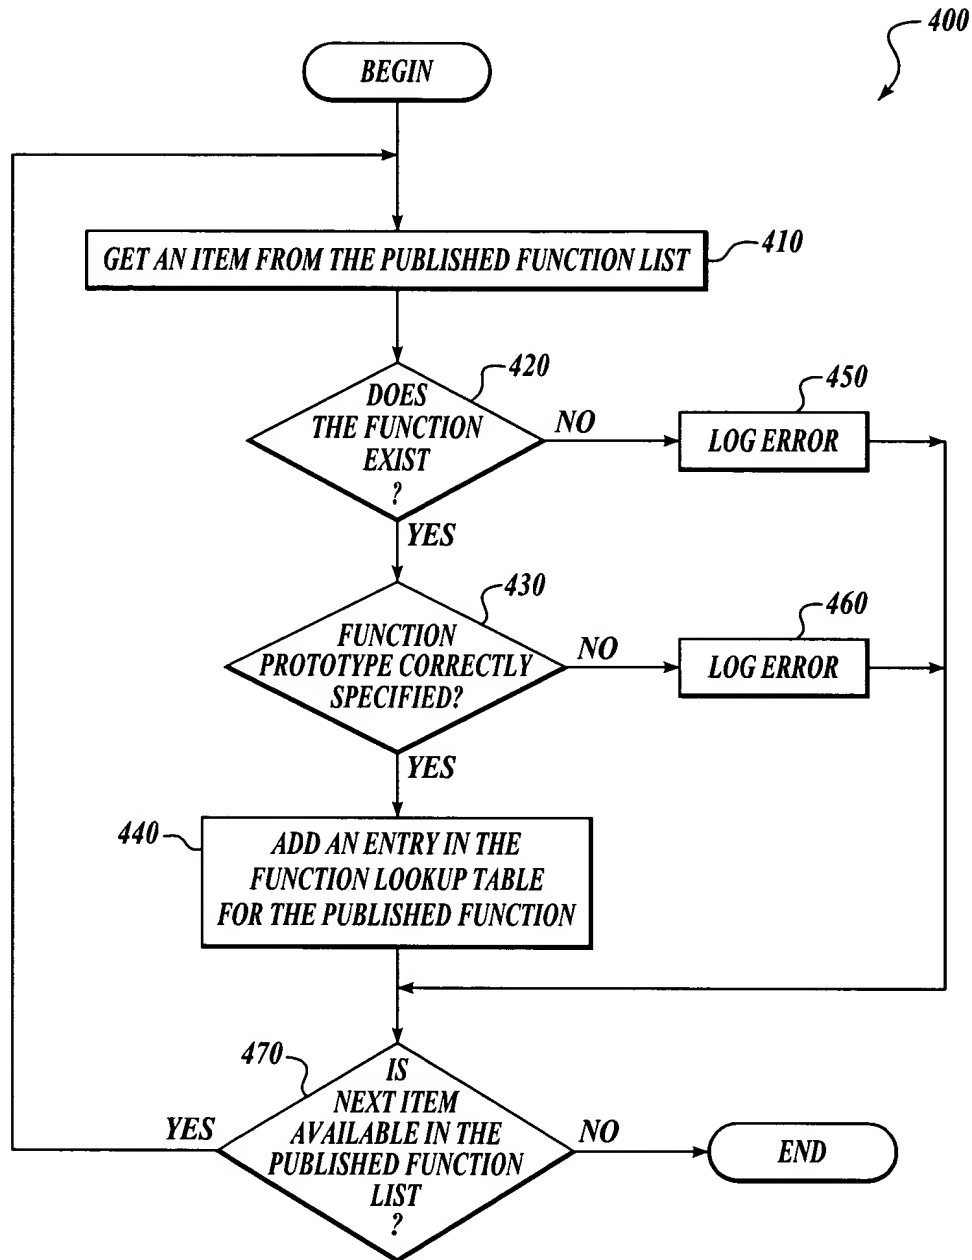 400
BEGIN
GET AN ITEM FROM THE PUBLISHED FUNCTION LIST
410
420
DOES
THE FUNCTION
EXIST
?
NO
450
LOG ERROR
YES
430
FUNCTION
PROTOTYPE CORRECTLY
SPECIFIED?
NO
460
LOG ERROR
YES
440
ADD AN ENTRY IN THE
FUNCTION LOOKUP TABLE
FOR THE PUBLISHED FUNCTION
470
IS
NEXT ITEM
AVAILABLE IN THE
PUBLISHED FUNCTION
LIST
?
YES
NO
END